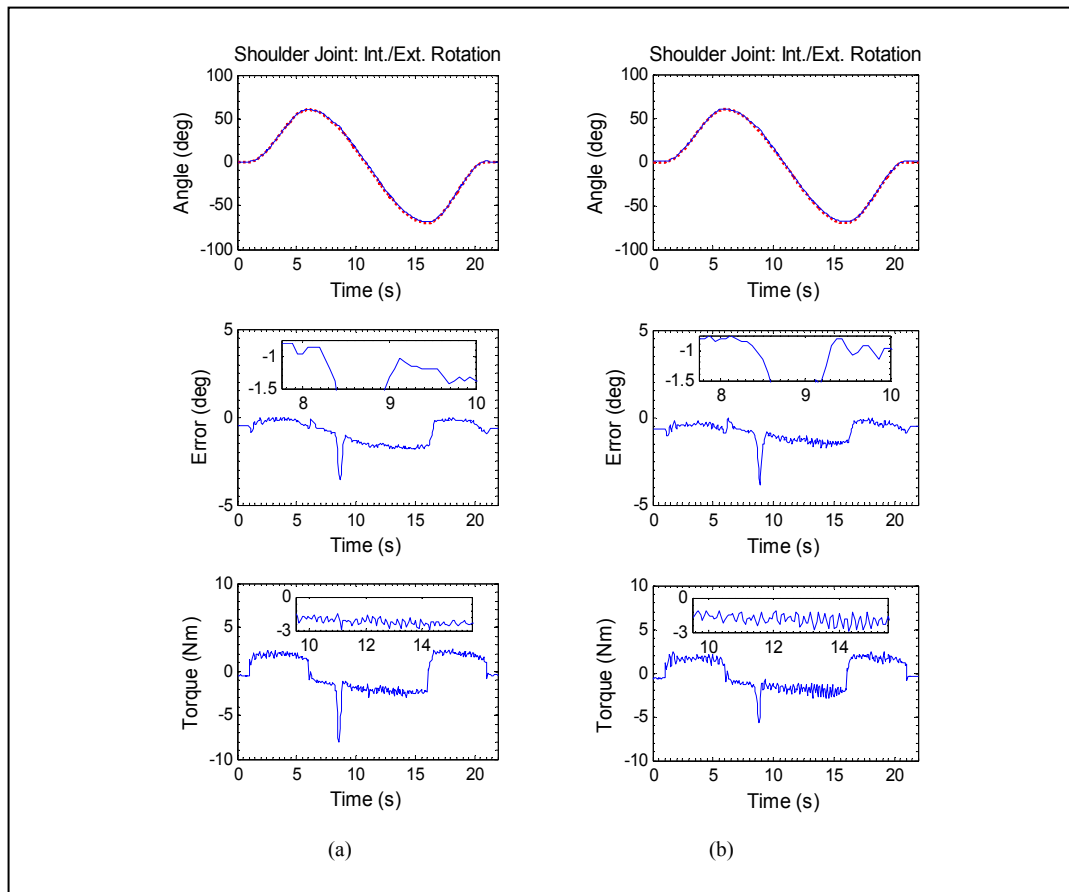 Shoulder Joint: Int./Ext. Rotation
100
50
0
-50
-100
Angle (deg)
0 5 10 15 20
Time (s)
5
0
-5
Error (deg)
-1
-1.5
8 9 10
0 5 10 15 20
Time (s)
10
5
0
-5
-10
Torque (Nm)
0
-3
10 12 14
0 5 10 15 20
Time (s)
(a)
Shoulder Joint: Int./Ext. Rotation
100
50
0
-50
-100
Angle (deg)
0 5 10 15 20
Time (s)
5
0
-5
Error (deg)
-1
-1.5
8 9 10
0 5 10 15 20
Time (s)
10
5
0
-5
-10
Torque (Nm)
0
-3
10 12 14
0 5 10 15 20
Time (s)
(b)